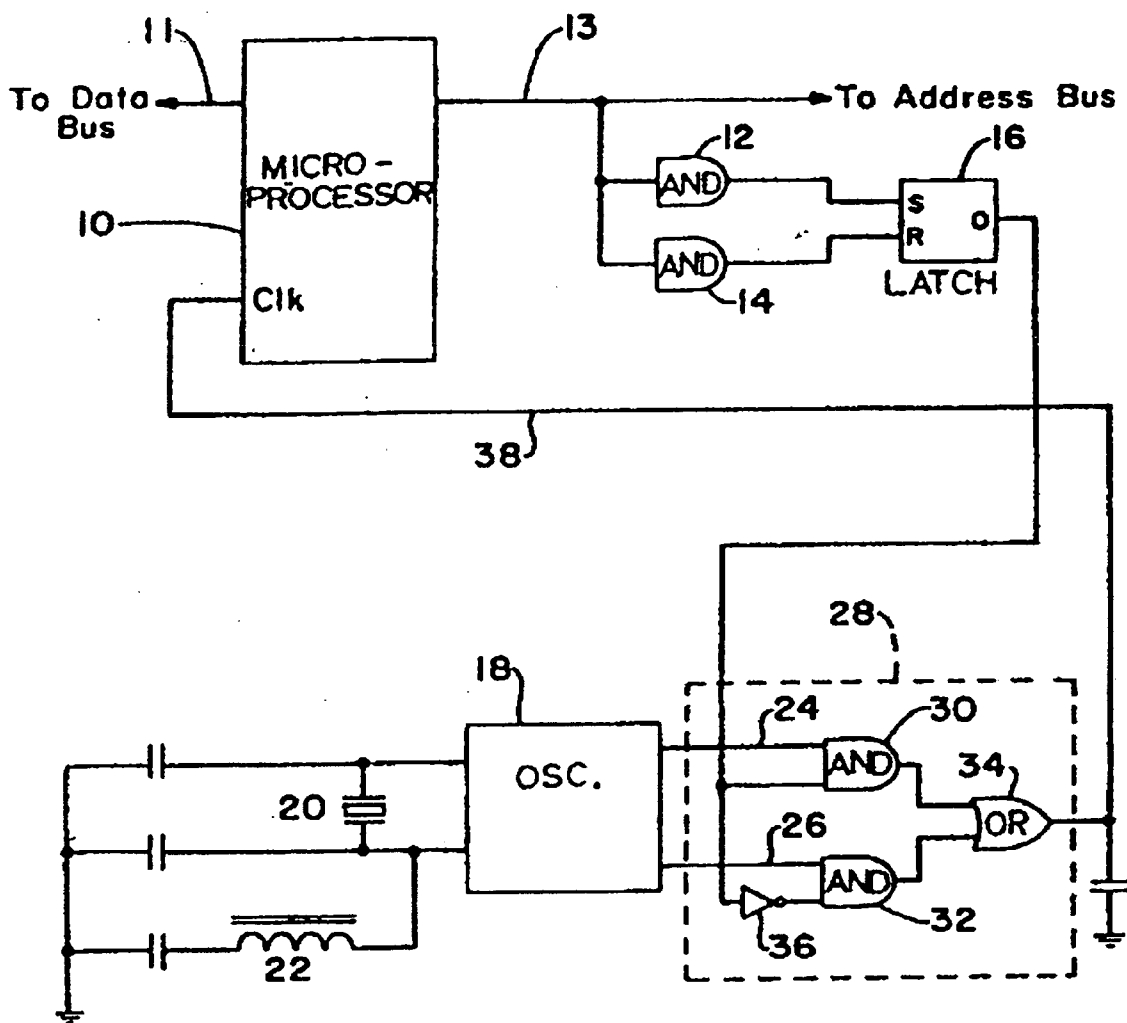 11
13
To Data
Bus
To Address Bus
MICRO-
PROCESSOR
12
16
AND
S
O
10
R
AND
LATCH
Clk
14
38
28
18
24
30
OSC.
AND
34
20
OR
26
AND
32
22
36